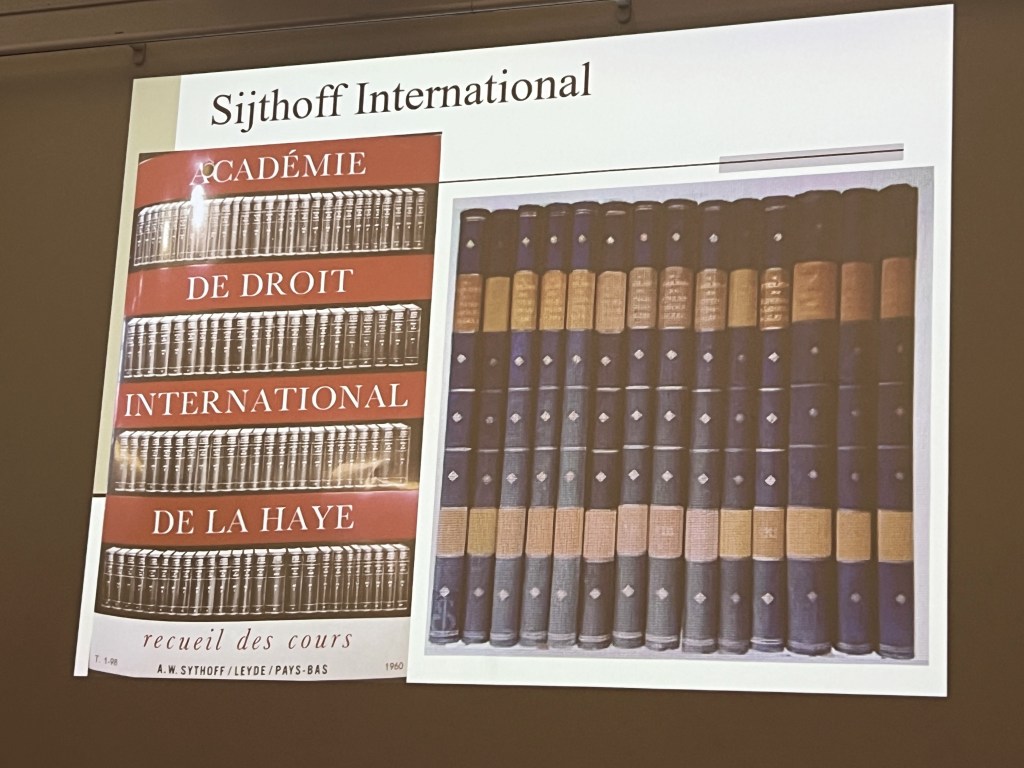 Sijthoff International
ACADÉMIE
DE DROIT
INTERNATIONAL
DE LA HAYE
recueil des cours
T. 1-98
A.W. SYTHOFF / LEYDE / PAYS-BAS
1960